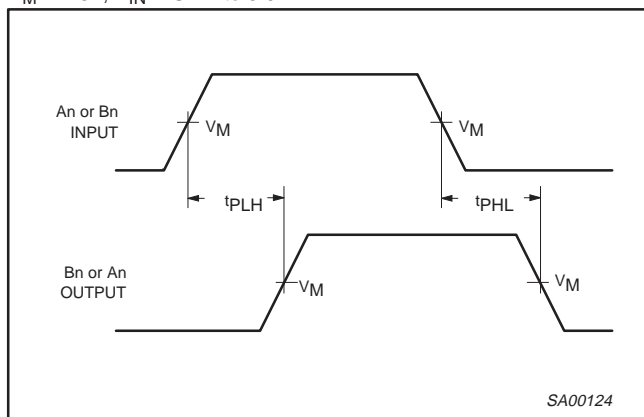 An or Bn
INPUT
VM
VM
tPLH
tPHL
Bn or An
OUTPUT
VM
VM
SA00124